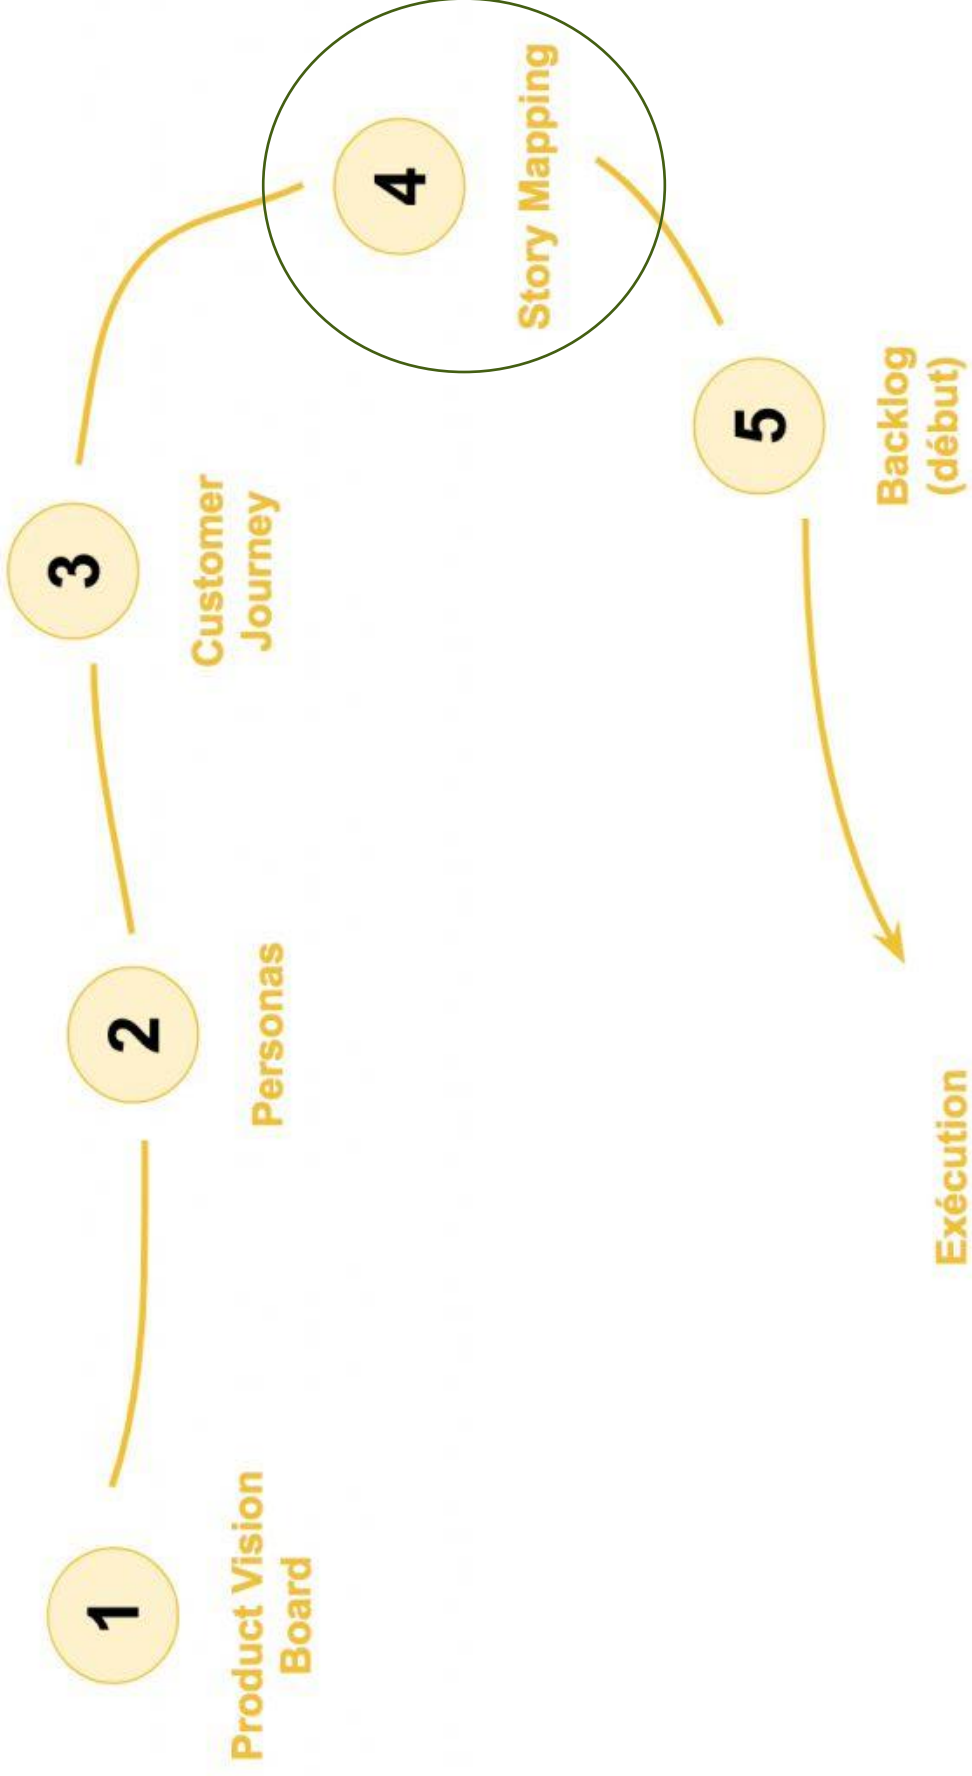 1
Product Vision
Board
2
Personas
3
Customer
Journey
4
Story Mapping
5
Backlog
(début)
Exécution